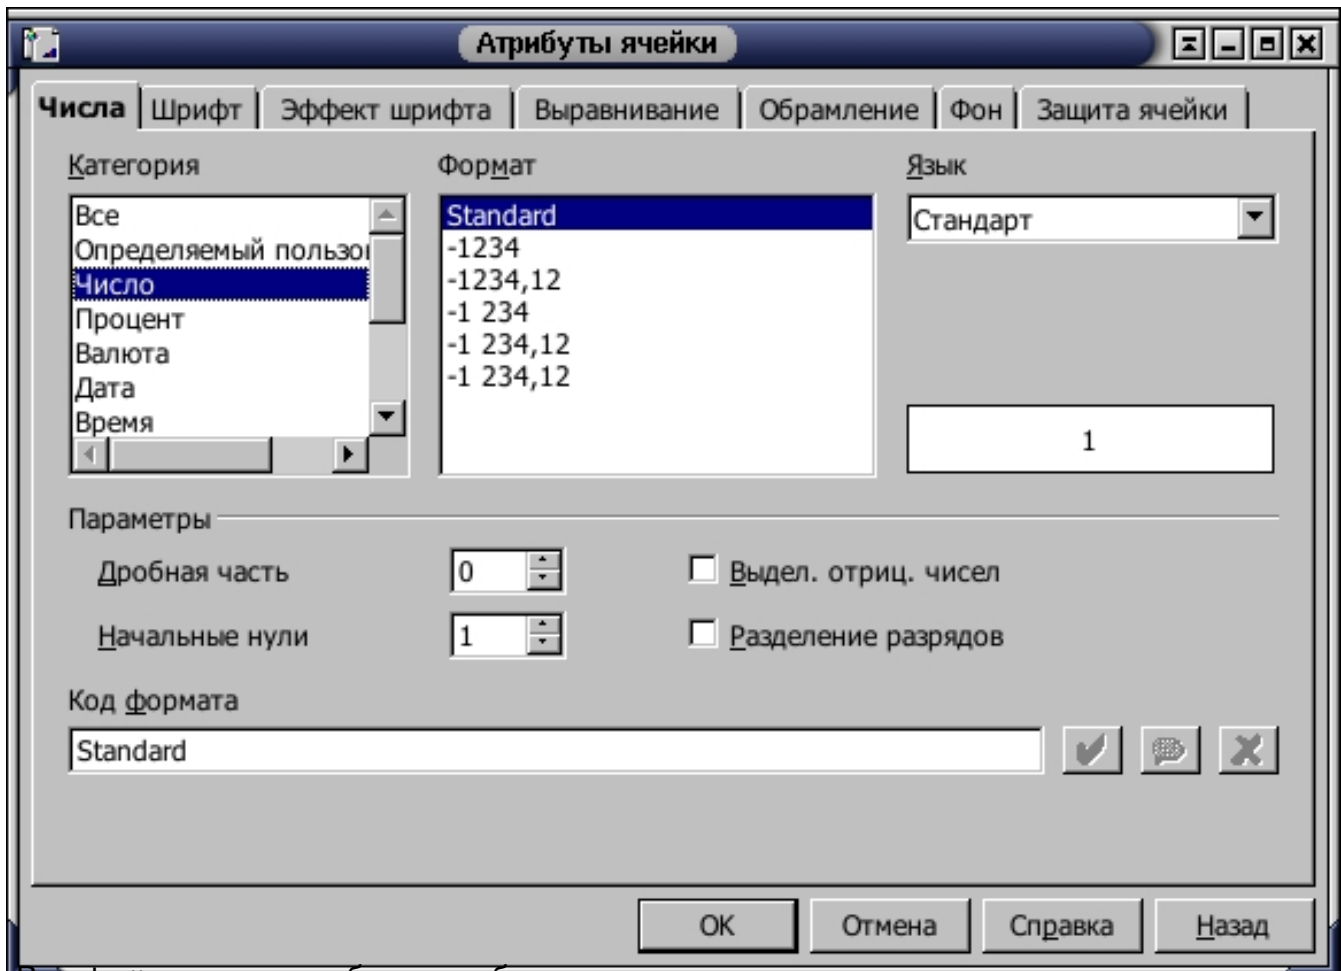 Атрибуты ячейки
Числа Шрифт Эффект шрифта Выравнивание Обрамление Фон Защита ячейки
Категория
Все
Определяемый пользо
Число
Процент
Валюта
Дата
Время
Формат
Standard
-1234
-1234,12
-1 234
-1 234,12
-1 234,12
Язык
Стандарт
1
Параметры
Дробная часть 0
Выдел. отриц. чисел
Начальные нули 1
Разделение разрядов
Код формата
Standard
OK Отмена Справка Назад